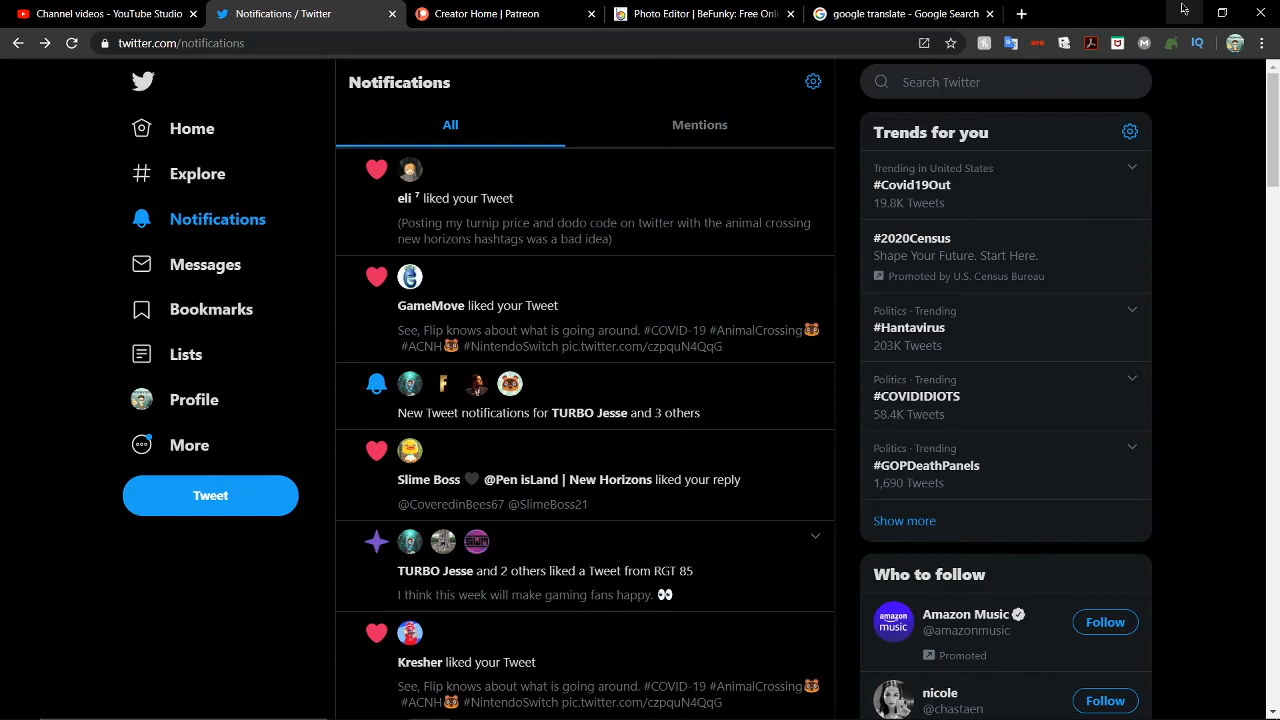 Channel videos - YouTube Studio
Notifications / Twitter
Creator Home | Patreon
Photo Editor | BeFunky: Free Onli
google translate - Google Search
twitter.com/notifications
Home
Explore
Notifications
Messages
Bookmarks
Lists
Profile
More
Tweet
Notifications
All
Mentions
eli ⁷ liked your Tweet
(Posting my turnip price and dodo code on twitter with the animal crossing
new horizons hashtags was a bad idea)
GameMove liked your Tweet
See, Flip knows about what is going around. #COVID-19 #AnimalCrossing
#ACNH #NintendoSwitch pic.twitter.com/czpquN4QqG
New Tweet notifications for TURBO Jesse and 3 others
Slime Boss 🖤 @Pen isLand | New Horizons liked your reply
@CoveredinBees67 @SlimeBoss21
SWM
TURBO Jesse and 2 others liked a Tweet from RGT 85
I think this week will make gaming fans happy. 👀
Kresher liked your Tweet
See, Flip knows about what is going around. #COVID-19 #AnimalCrossing
#ACNH #NintendoSwitch pic.twitter.com/czpquN4QqG
Search Twitter
Trends for you
Trending in United States
#Covid19Out
19.8K Tweets
#2020Census
Shape Your Future. Start Here.
Promoted by U.S. Census Bureau
Politics · Trending
#Hantavirus
203K Tweets
Politics · Trending
#COVIDIDIOTS
58.4K Tweets
Politics · Trending
#GOPDeathPanels
1,690 Tweets
Show more
Who to follow
amazon
music
Amazon Music
@amazonmusic
Follow
Promoted
nicole
@chastaen
Follow